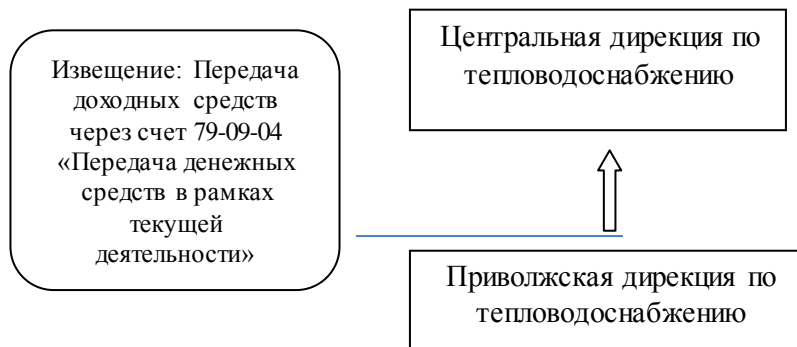 Извещение: Передача
доходных средств
через счет 79-09-04
«Передача денежных
средств в рамках
текущей
деятельности»
Центральная дирекция по
тепловодоснабжению
Приволжская дирекция по
тепловодоснабжению